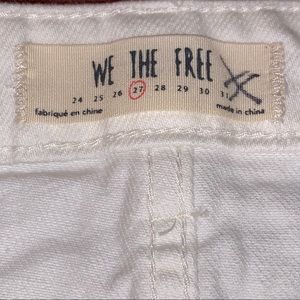 WE THE FREE
24 25 26 27 28 29 30 31
fabriqué en chine made in china